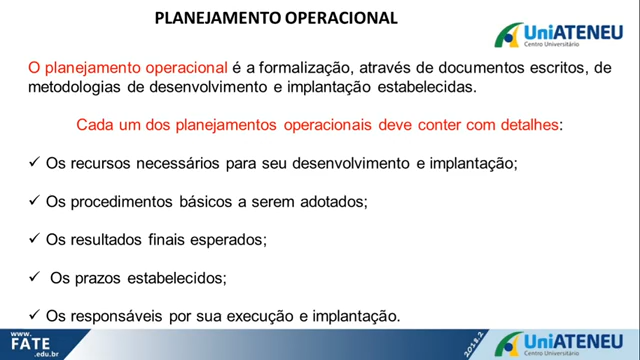 PLANEJAMENTO OPERACIONAL
UniATENEU
Centro Universitário
O planejamento operacional é a formalização, através de documentos escritos, de
metodologias de desenvolvimento e implantação estabelecidas.
Cada um dos planejamentos operacionais deve conter com detalhes:
✓ Os recursos necessários para seu desenvolvimento e implantação;
✓ Os procedimentos básicos a serem adotados;
✓ Os resultados finais esperados;
✓ Os prazos estabelecidos;
✓ Os responsáveis por sua execução e implantação.
www.
FATE
.edu.br
2018.2
UniATENEU
Centro Universitário